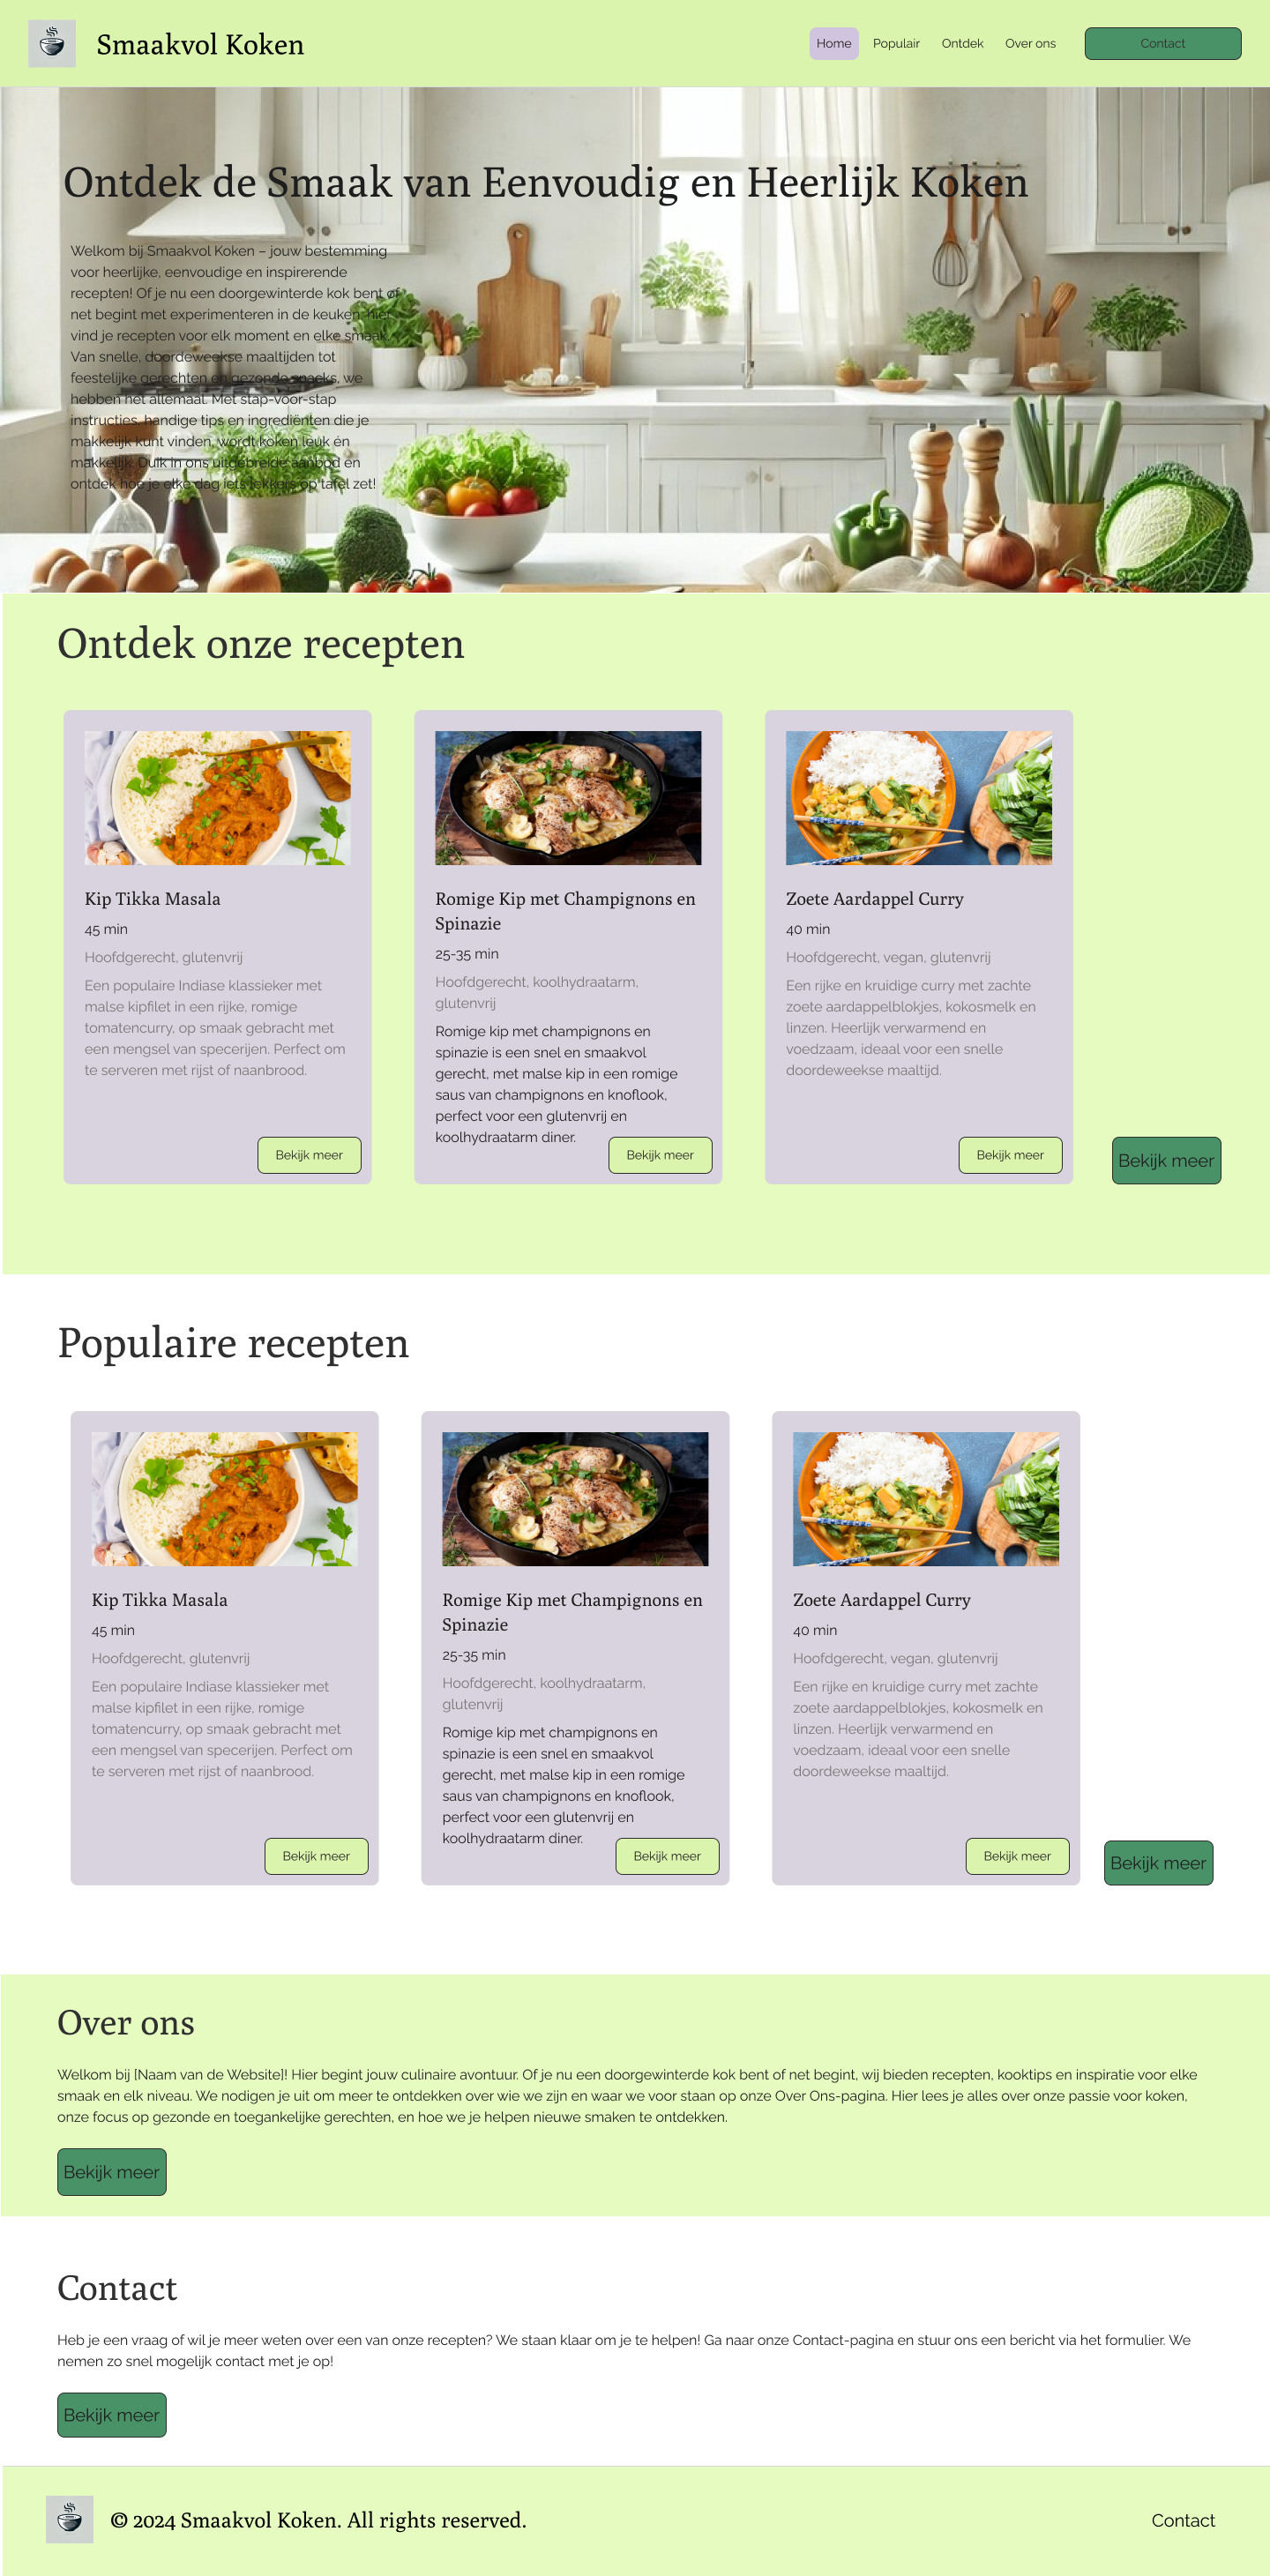 Smaakvol Koken
Home Populair Ontdek Over ons Contact
Ontdek de Smaak van Eenvoudig en Heerlijk Koken
Welkom bij Smaakvol Koken – jouw bestemming
voor heerlijke, eenvoudige en inspirerende
recepten! Of je nu een doorgewinterde kok bent of
net begint met experimenteren in de keuken, hier
vind je recepten voor elk moment en elke smaak.
Van snelle, doordeweekse maaltijden tot
feestelijke gerechten en gezonde snacks, we
hebben het allemaal. Met stap-voor-stap
instructies, handige tips en ingrediënten die je
makkelijk kunt vinden, wordt koken leuk én
makkelijk. Duik in ons uitgebreide aanbod en
ontdek hoe je elke dag iets lekkers op tafel zet!
Ontdek onze recepten
Kip Tikka Masala
45 min
Hoofdgerecht, glutenvrij
Een populaire Indiase klassieker met
malse kipfilet in een rijke, romige
tomatencurry, op smaak gebracht met
een mengsel van specerijen. Perfect om
te serveren met rijst of naanbrood.
Bekijk meer
Romige Kip met Champignons en
Spinazie
25-35 min
Hoofdgerecht, koolhydraatarm,
glutenvrij
Romige kip met champignons en
spinazie is een snel en smaakvol
gerecht, met malse kip in een romige
saus van champignons en knoflook,
perfect voor een glutenvrij en
koolhydraatarm diner.
Bekijk meer
Zoete Aardappel Curry
40 min
Hoofdgerecht, vegan, glutenvrij
Een rijke en kruidige curry met zachte
zoete aardappelblokjes, kokosmelk en
linzen. Heerlijk verwarmend en
voedzaam, ideaal voor een snelle
doordeweekse maaltijd.
Bekijk meer
Bekijk meer
Populaire recepten
Kip Tikka Masala
45 min
Hoofdgerecht, glutenvrij
Een populaire Indiase klassieker met
malse kipfilet in een rijke, romige
tomatencurry, op smaak gebracht met
een mengsel van specerijen. Perfect om
te serveren met rijst of naanbrood.
Bekijk meer
Romige Kip met Champignons en
Spinazie
25-35 min
Hoofdgerecht, koolhydraatarm,
glutenvrij
Romige kip met champignons en
spinazie is een snel en smaakvol
gerecht, met malse kip in een romige
saus van champignons en knoflook,
perfect voor een glutenvrij en
koolhydraatarm diner.
Bekijk meer
Zoete Aardappel Curry
40 min
Hoofdgerecht, vegan, glutenvrij
Een rijke en kruidige curry met zachte
zoete aardappelblokjes, kokosmelk en
linzen. Heerlijk verwarmend en
voedzaam, ideaal voor een snelle
doordeweekse maaltijd.
Bekijk meer
Bekijk meer
Over ons
Welkom bij [Naam van de Website]! Hier begint jouw culinaire avontuur. Of je nu een doorgewinterde kok bent of net begint, wij bieden recepten, kooktips en inspiratie voor elke
smaak en elk niveau. We nodigen je uit om meer te ontdekken over wie we zijn en waar we voor staan op onze Over Ons-pagina. Hier lees je alles over onze passie voor koken,
onze focus op gezonde en toegankelijke gerechten, en hoe we je helpen nieuwe smaken te ontdekken.
Bekijk meer
Contact
Heb je een vraag of wil je meer weten over een van onze recepten? We staan klaar om je te helpen! Ga naar onze Contact-pagina en stuur ons een bericht via het formulier. We
nemen zo snel mogelijk contact met je op!
Bekijk meer
© 2024 Smaakvol Koken. All rights reserved.
Contact